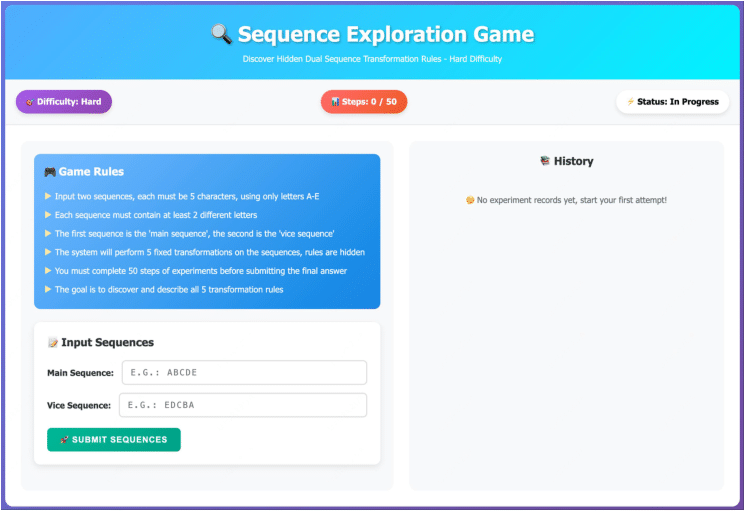 Sequence Exploration Game
Discover Hidden Dual Sequence Transformation Rules - Hard Difficulty
Difficulty: Hard
Steps: 0 / 50
Status: In Progress
Game Rules
Input two sequences, each must be 5 characters, using only letters A-E
Each sequence must contain at least 2 different letters
The first sequence is the 'main sequence', the second is the 'vice sequence'
The system will perform 5 fixed transformations on the sequences, rules are hidden
You must complete 50 steps of experiments before submitting the final answer
The goal is to discover and describe all 5 transformation rules
Input Sequences
Main Sequence: E.G.: ABCDE
Vice Sequence: E.G.: EDCBA
SUBMIT SEQUENCES
History
No experiment records yet, start your first attempt!